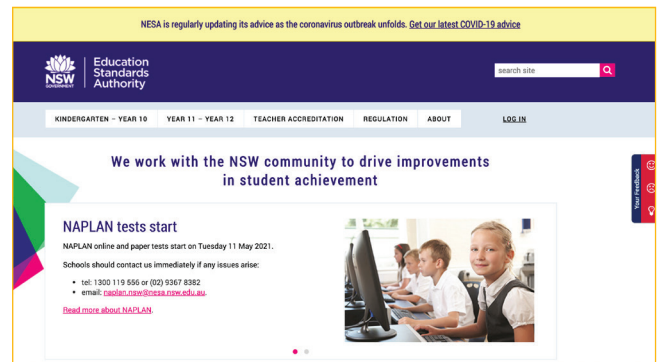 NESA is regularly updating its advice as the coronavirus outbreak unfolds. Get our latest COVID-19 advice
NSW
GOVERNMENT
Education
Standards
Authority
search site
KINDERGARTEN – YEAR 10 YEAR 11 – YEAR 12 TEACHER ACCREDITATION REGULATION ABOUT LOG IN
We work with the NSW community to drive improvements
in student achievement
Your Feedback
NAPLAN tests start
NAPLAN online and paper tests start on Tuesday 11 May 2021.
Schools should contact us immediately if any issues arise:
• tel: 1300 119 556 or (02) 9367 8382
• email: naplan.nsw@nesa.nsw.edu.au.
Read more about NAPLAN.